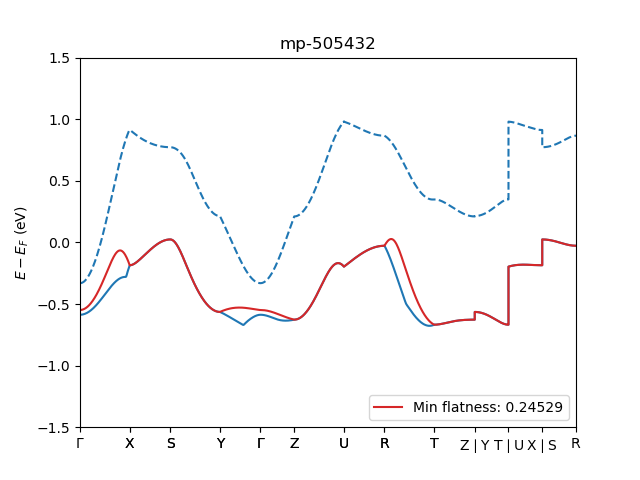 mp-505432
E − E_F (eV)
1.5
1.0
0.5
0.0
−0.5
−1.0
−1.5
Min flatness: 0.24529
Γ X S Y Γ Z U R T Z | Y T | U X | S R